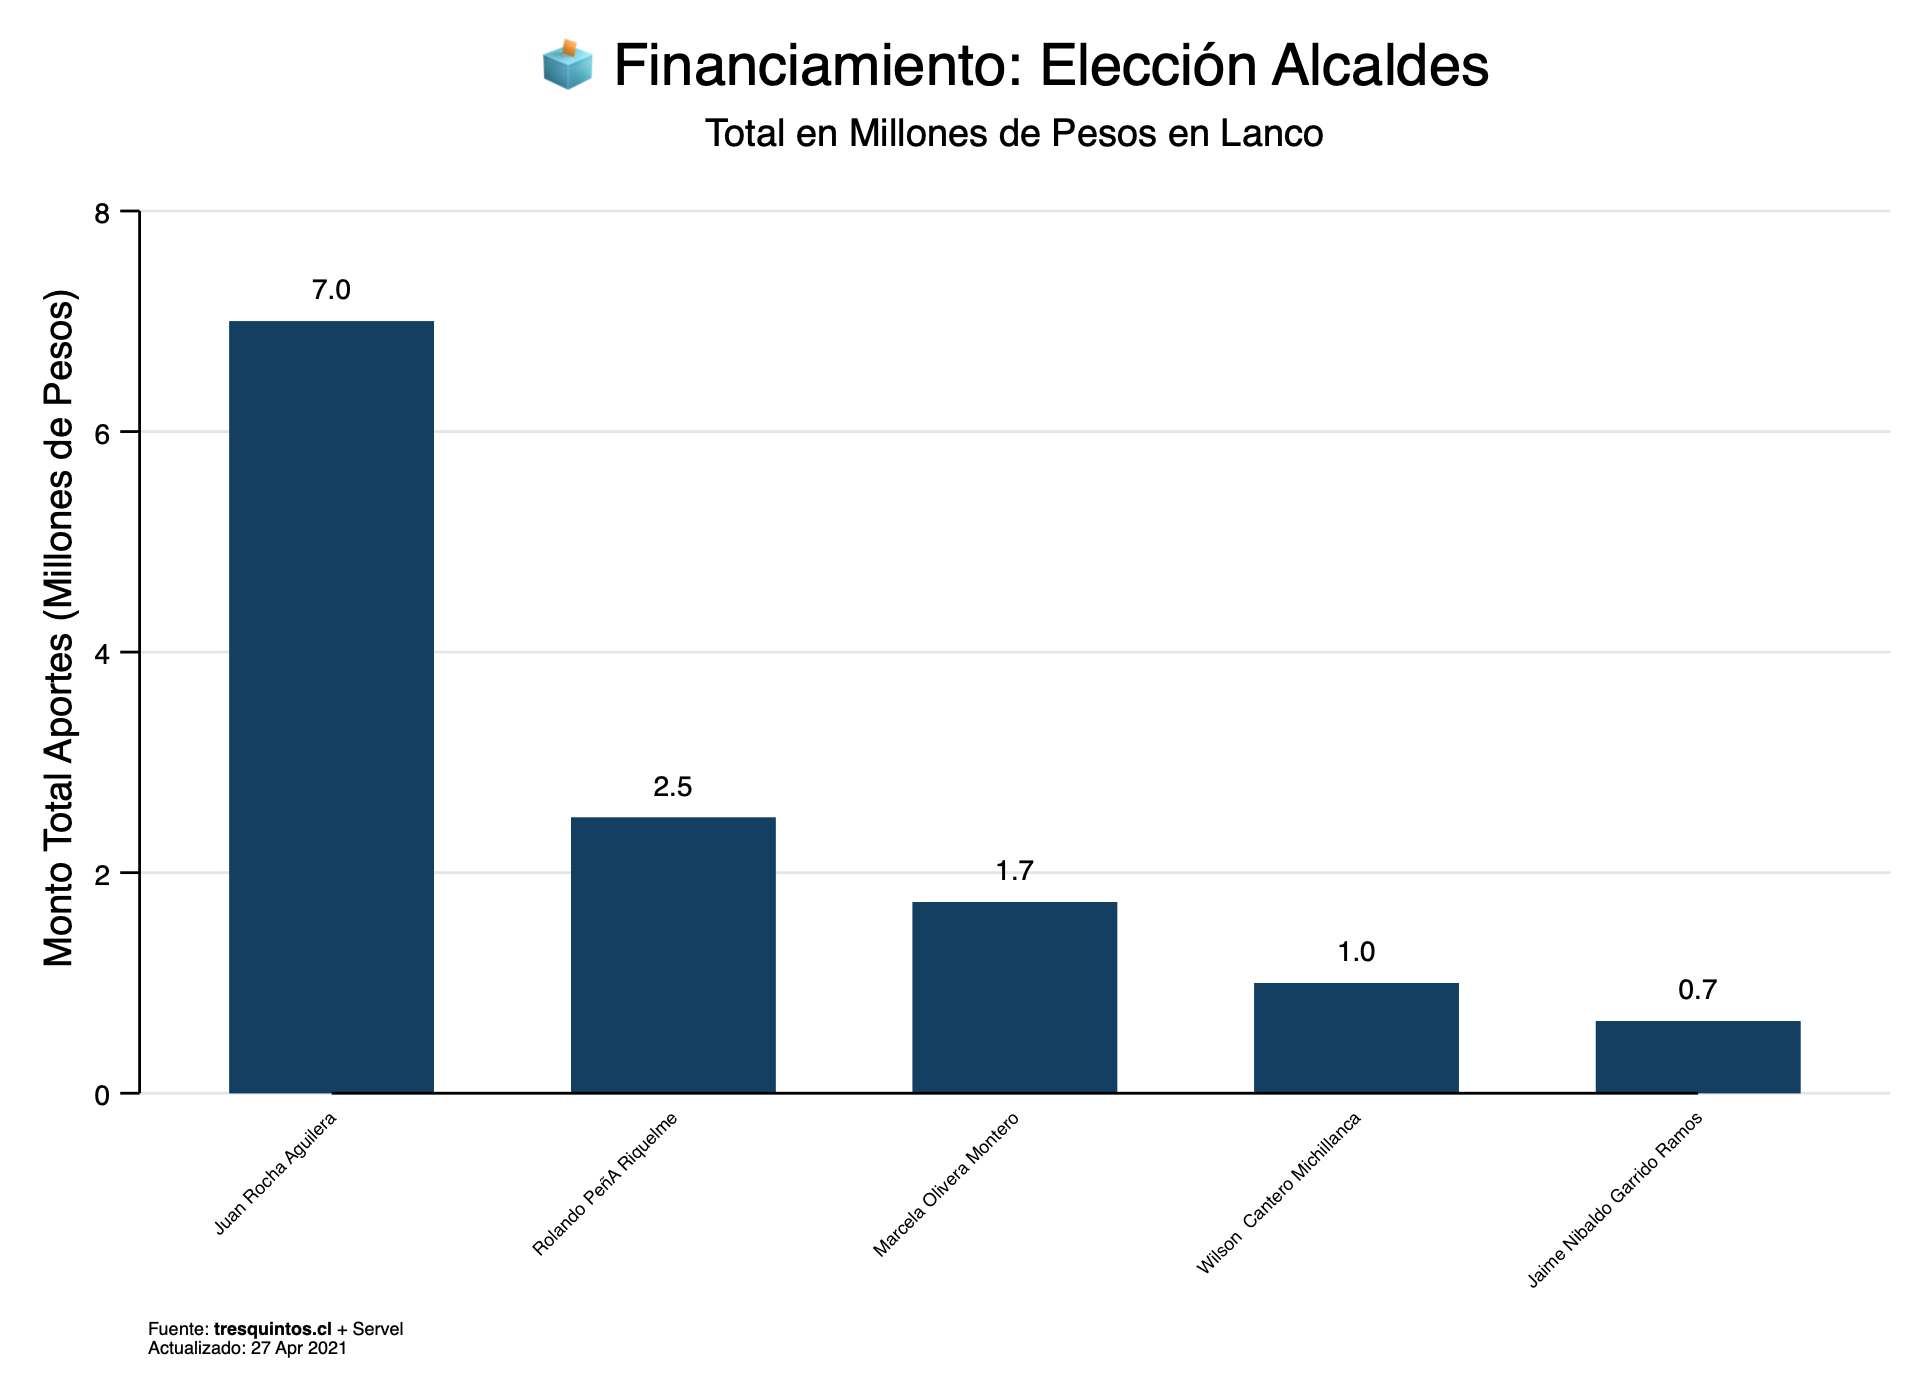 Financiamiento: Elección Alcaldes
Total en Millones de Pesos en Lanco
Monto Total Aportes (Millones de Pesos)
8
6
4
2
0
7.0
2.5
1.7
1.0
0.7
Juan Rocha Aguilera
Rolando PeñA Riquelme
Marcela Olivera Montero
Wilson  Cantero Michillanca
Jaime Nibaldo Garrido Ramos
Fuente: tresquintos.cl + Servel
Actualizado: 27 Apr 2021